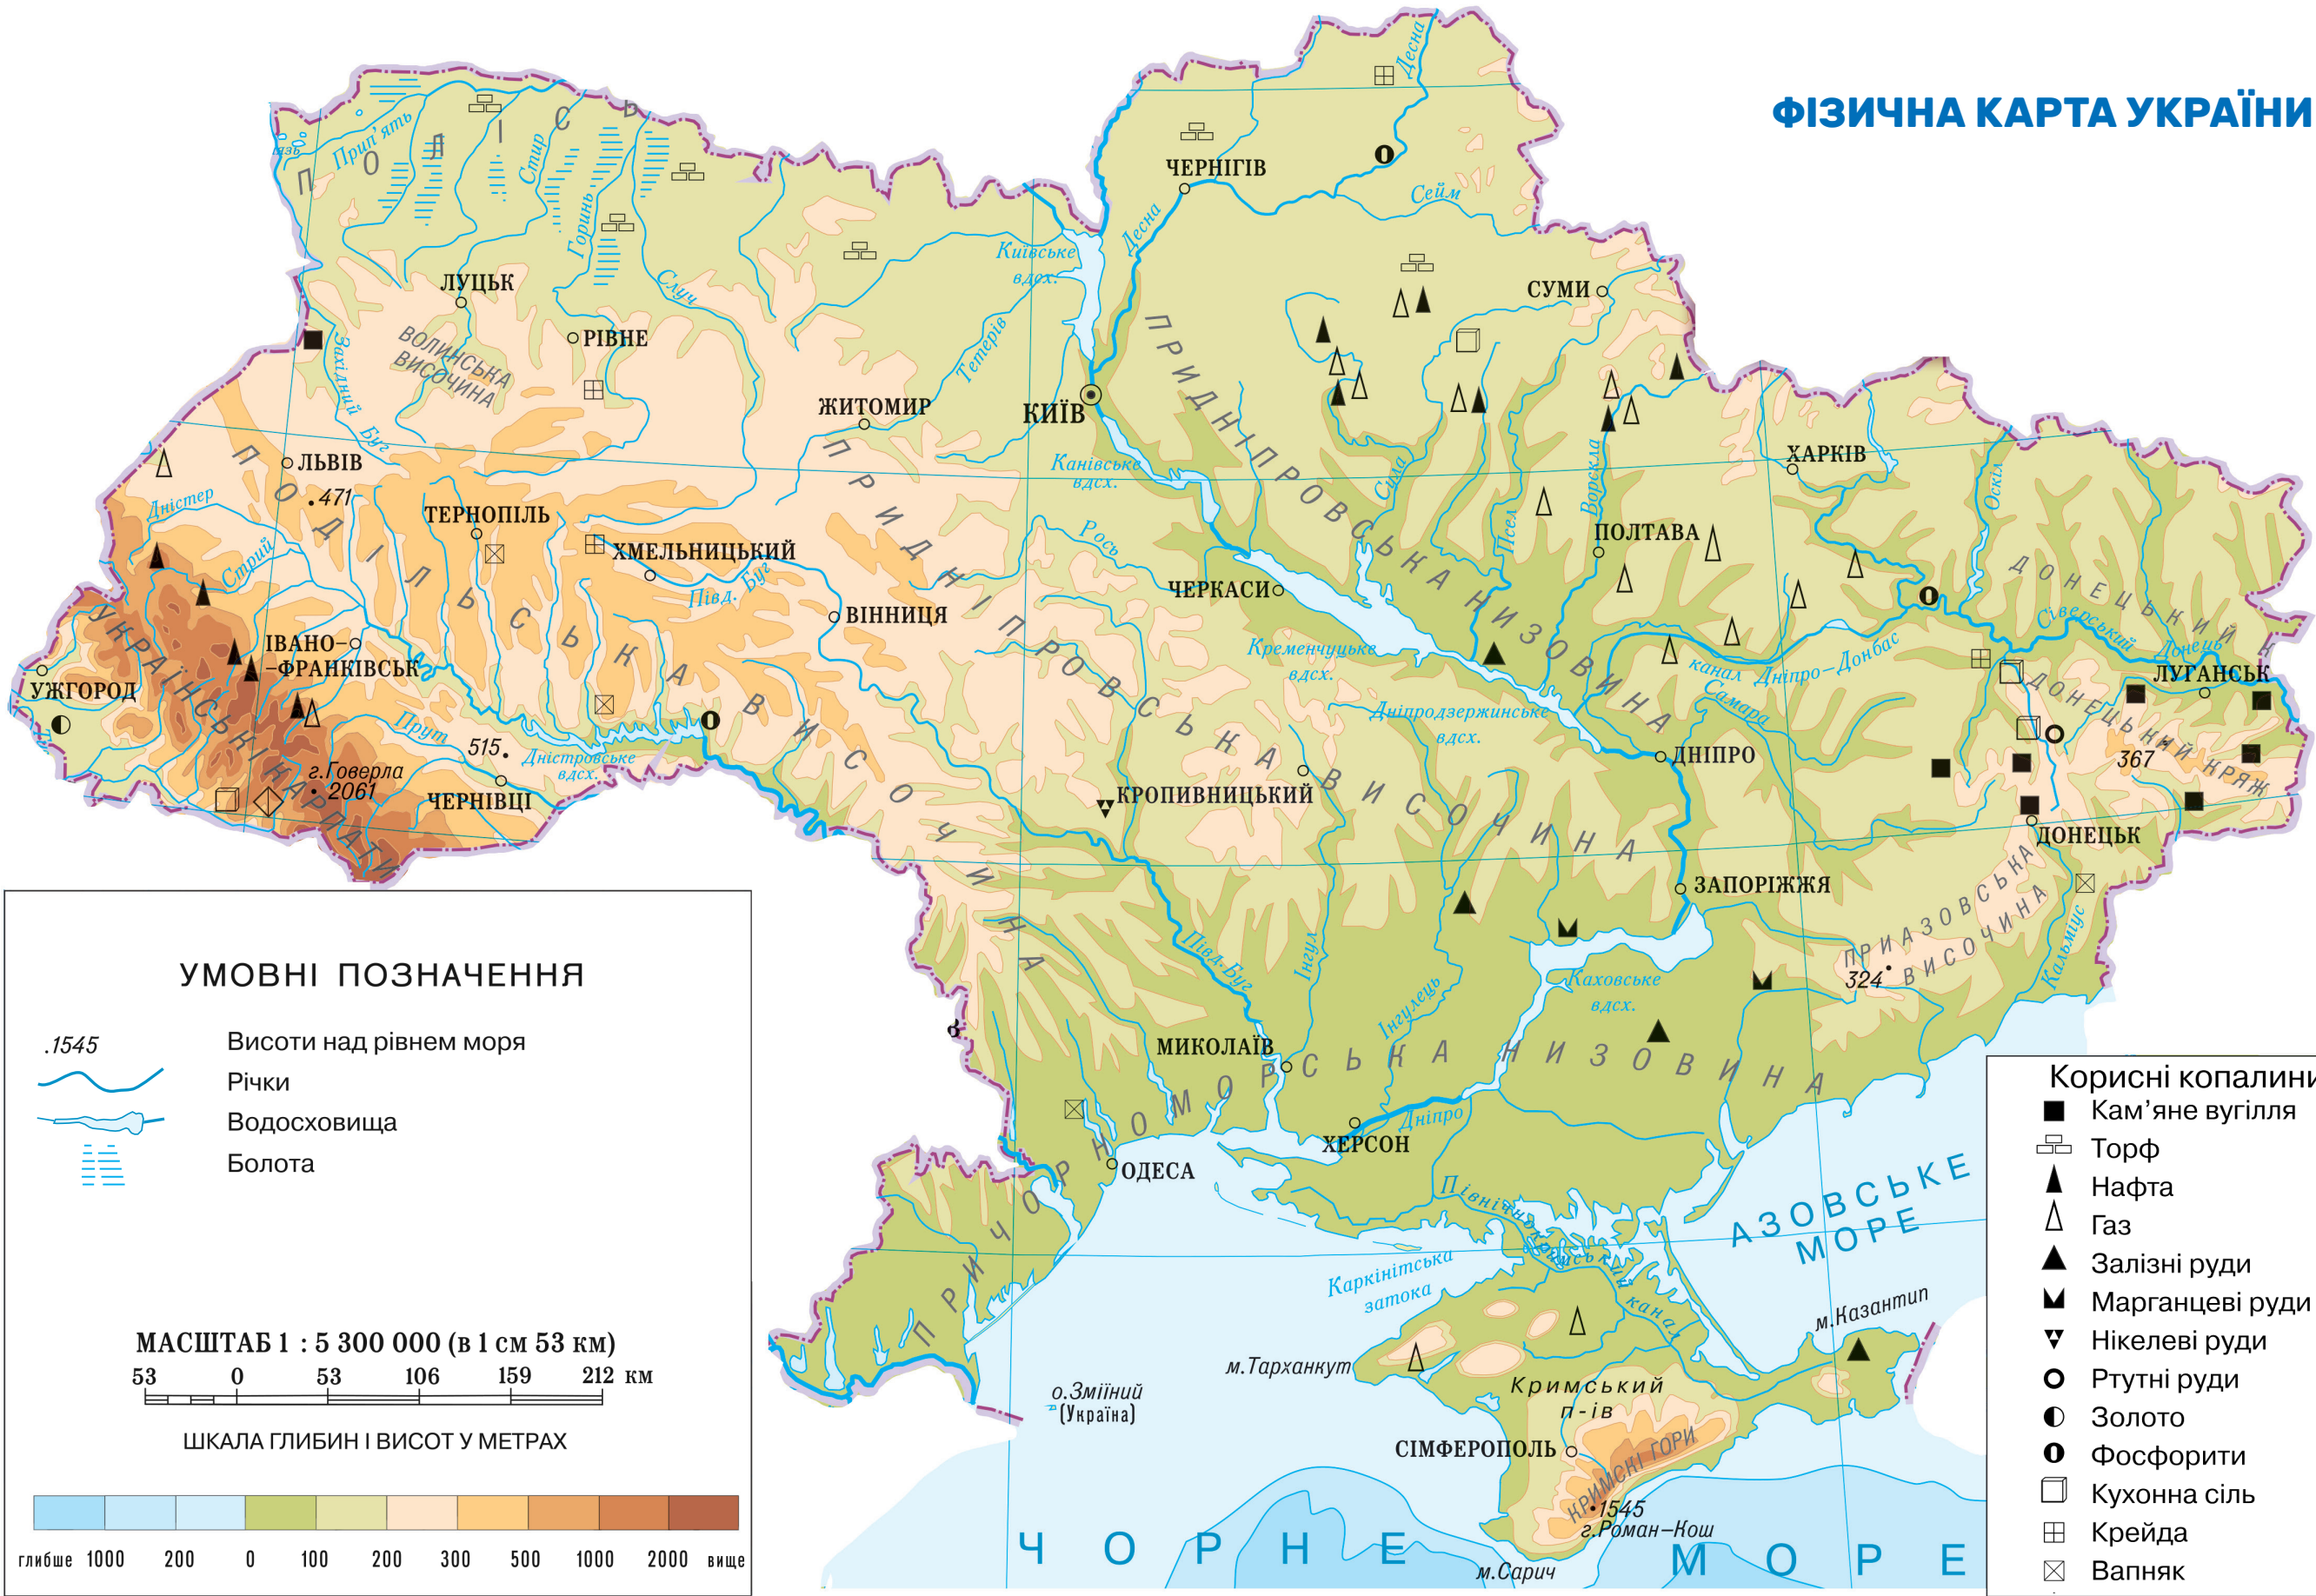 ФІЗИЧНА КАРТА УКРАЇНИ
Десна
Прип'ять
ПОЛІСЬ
Стир
Горинь
Случ
ЧЕРНІГІВ
Десна
Сейм
Київське
вдсх.
ЛУЦЬК
РІВНЕ
ВОЛИНСЬКА
ВИСОЧИНА
Західний
Буг
Тетерів
СУМИ
ЖИТОМИР
КИЇВ
ЛЬВІВ
.471
Дністер
Стрий
ТЕРНОПІЛЬ
ХМЕЛЬНИЦЬКИЙ
Півд. Буг
ВІННИЦЯ
ПОДІЛЬСЬКА ВИСОЧИНА
ПРИДНІПРОВСЬКА ВИСОЧИНА
ПРИДНІПРОВСЬКА НИЗОВИНА
Канівське
вдсх.
Рось
ЧЕРКАСИ
Сула
Псел
Ворскла
ПОЛТАВА
ХАРКІВ
Оскіл
ДОНЕЦЬКИЙ К
Сіверський Донець
ЛУГАНСЬК
Кременчуцьке
вдсх.
Дніпродзержинське
вдсх.
канал Дніпро–Донбас
Самара
ДНІПРО
ДОНЕЦЬКИЙ КРЯЖ
367
ДОНЕЦЬК
УЖГОРОД
УКРАЇНСЬКІ КАРПАТИ
ІВАНО–
–ФРАНКІВСЬК
Прут
515.
г.Говерла
.2061
ЧЕРНІВЦІ
Дністровське
вдсх.
КРОПИВНИЦЬКИЙ
ЗАПОРІЖЖЯ
ПРИАЗОВСЬКА
ВИСОЧИНА
324
Кальміус
Півд.Буг
Інгул
Інгулець
Каховське
вдсх.
МИКОЛАЇВ
ХЕРСОН
Дніпро
ОДЕСА
ПРИЧОРНОМОРСЬКА НИЗОВИНА
Північнокримський канал
АЗОВСЬКЕ
МОРЕ
Каркінітська
затока
м.Казантип
м.Тарханкут
о.Зміїний
(Україна)
Кримський
п-ів
СІМФЕРОПОЛЬ
КРИМСКІ ГОРИ
.1545
г.Роман–Кош
м.Сарич
ЧОРНЕ МОРЕ
УМОВНІ ПОЗНАЧЕННЯ
.1545 Висоти над рівнем моря
Річки
Водосховища
Болота
МАСШТАБ 1 : 5 300 000 (в 1 см 53 км)
53 0 53 106 159 212 км
ШКАЛА ГЛИБИН І ВИСОТ У МЕТРАХ
глибше 1000 200 0 100 200 300 500 1000 2000 вище
Корисні копалини
Кам’яне вугілля
Торф
Нафта
Газ
Залізні руди
Марганцеві руди
Нікелеві руди
Ртутні руди
Золото
Фосфорити
Кухонна сіль
Крейда
Вапняк